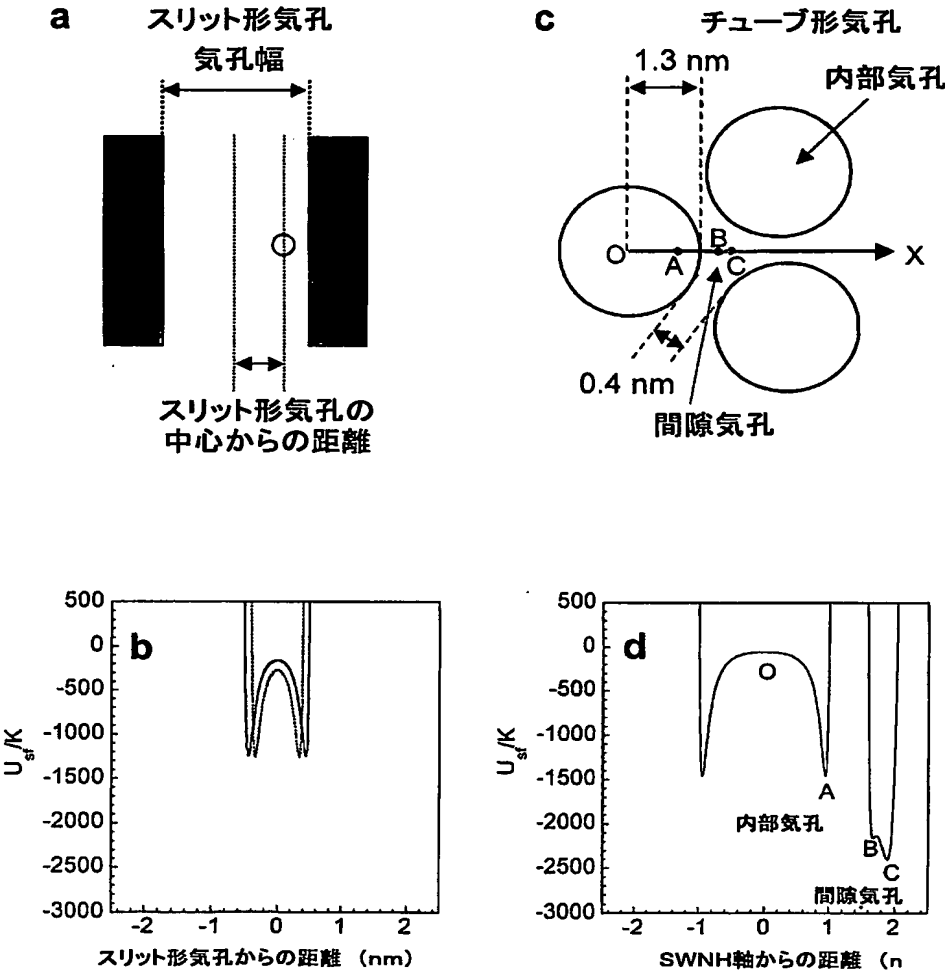 a
スリット形気孔
気孔幅
スリット形気孔の
中心からの距離
c
チューブ形気孔
1.3 nm
内部気孔
O
A
B
C
X
0.4 nm
間隙気孔
b
500
0
-500
-1000
-1500
-2000
-2500
-3000
Usf/K
-2
-1
0
1
2
スリット形気孔からの距離 (nm)
d
500
0
-500
-1000
-1500
-2000
-2500
-3000
Usf/K
O
A
内部気孔
B
C
間隙気孔
-2
-1
0
1
2
SWNH軸からの距離 (n